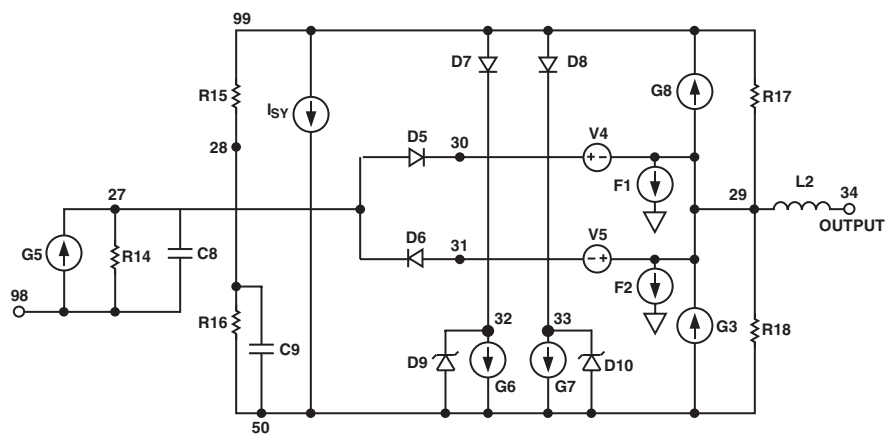 99
D7
D8
R15
I_SY
G8
R17
D5
30
V4
28
F1
L2
34
27
29
OUTPUT
G5
R14
C8
D6
31
V5
98
F2
R16
32
33
G3
R18
C9
D9
G6
G7
D10
50